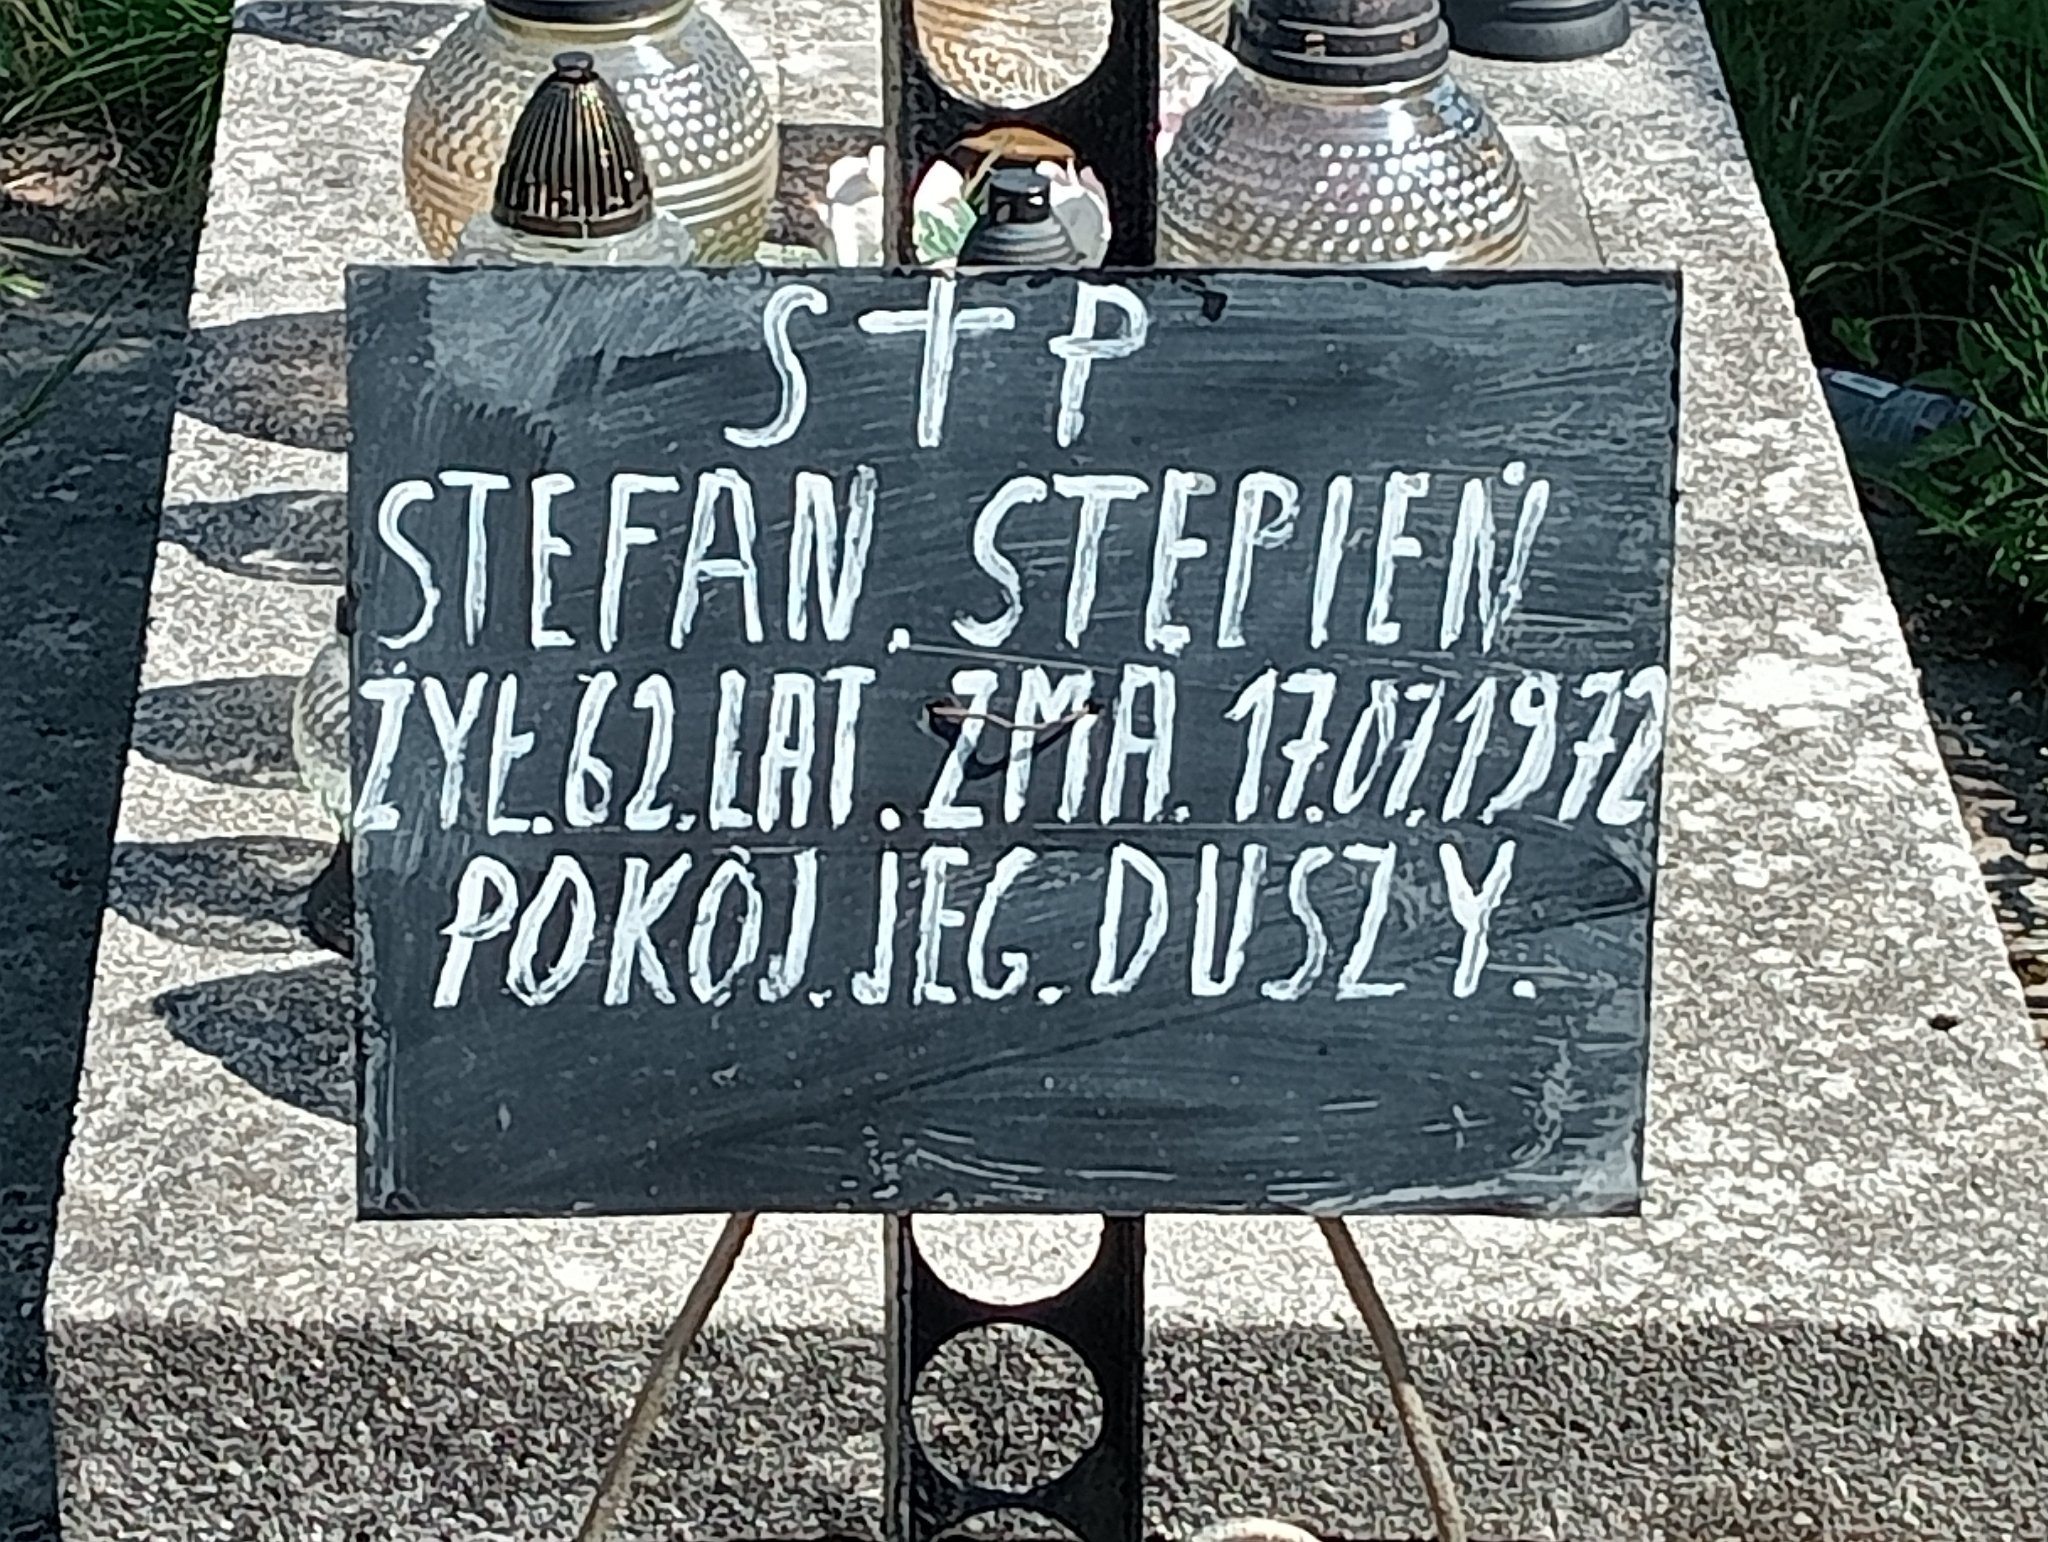 S † P
STEFAN. STĘPIEŃ
ŻYŁ.62.LAT. ZMA. 17.07.1972
POKÓJ.JEG.DUSZY.